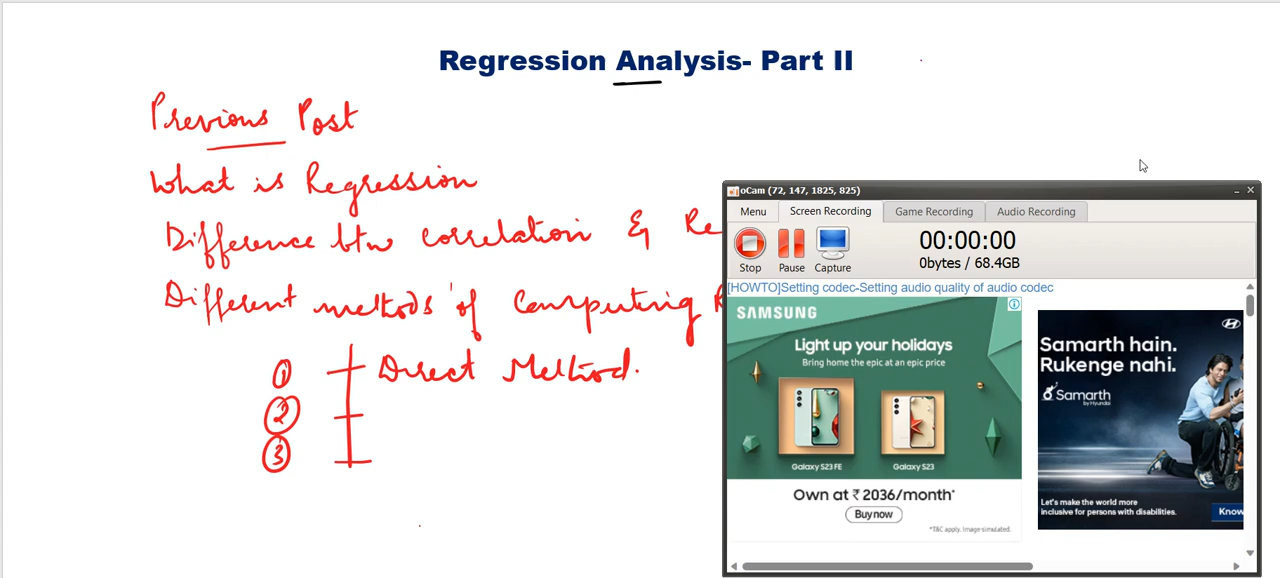 Regression Analysis- Part II
Previous Post
What is Regression
Difference btw correlation & Re
Different methods of Computing R
① Direct Method.
②
③
oCam (72, 147, 1825, 825)
Menu Screen Recording Game Recording Audio Recording
00:00:00
0bytes / 68.4GB
Stop Pause Capture
[HOWTO]Setting codec-Setting audio quality of audio codec
SAMSUNG
Light up your holidays
Bring home the epic at an epic price
Galaxy S23 FE Galaxy S23
Own at ₹ 2036/month*
Buy now
*T&C apply. Image simulated.
Samarth hain.
Rukenge nahi.
Samarth
by Hyundai
Let's make the world more
inclusive for persons with disabilities.
Know